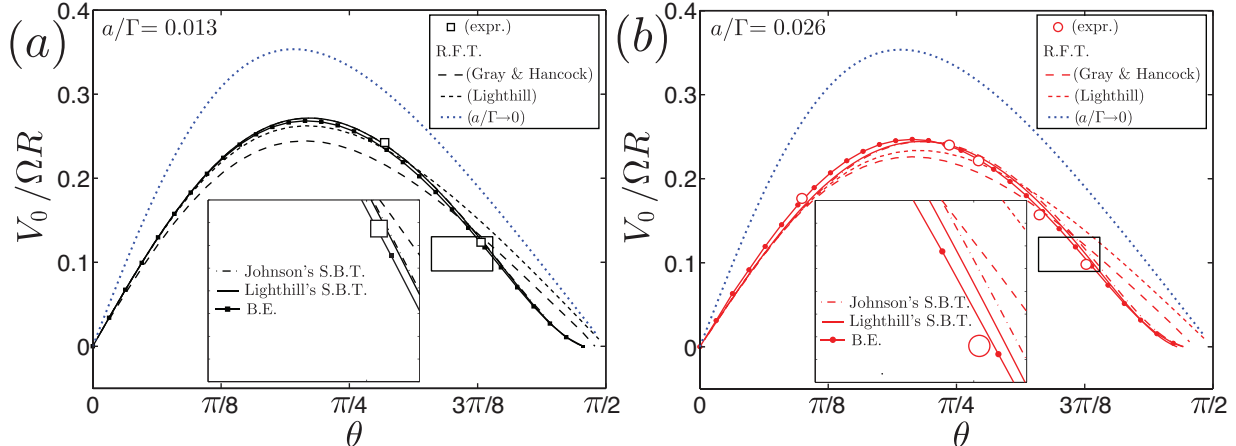 (a)
a/Γ= 0.013
(expr.)
R.F.T.
(Gray & Hancock)
(Lighthill)
(a/Γ→0)
Johnson's S.B.T.
Lighthill's S.B.T.
B.E.
V₀/ΩR
0.4
0.3
0.2
0.1
0
0
π/8
π/4
3π/8
π/2
θ
(b)
a/Γ= 0.026
(expr.)
R.F.T.
(Gray & Hancock)
(Lighthill)
(a/Γ→0)
Johnson's S.B.T.
Lighthill's S.B.T.
B.E.
V₀/ΩR
0.4
0.3
0.2
0.1
0
0
π/8
π/4
3π/8
π/2
θ